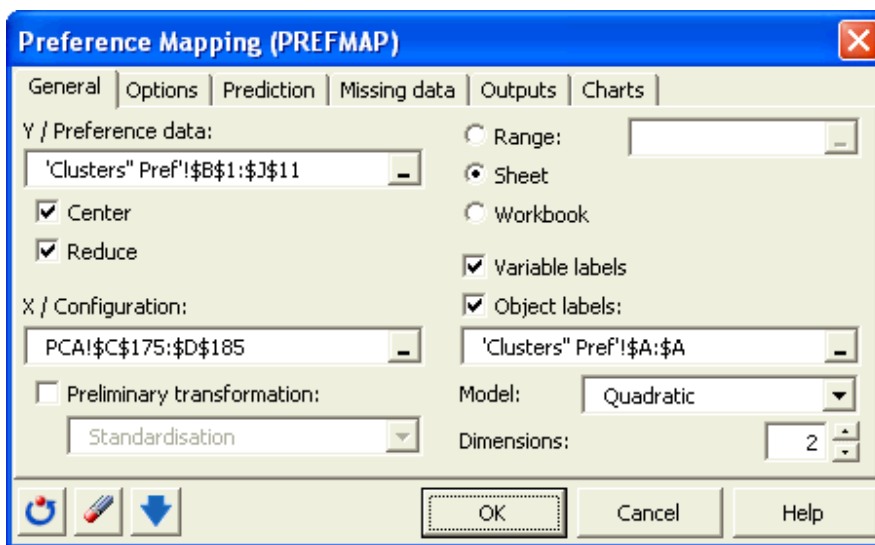 Preference Mapping (PREFMAP)
General Options Prediction Missing data Outputs Charts
Y / Preference data:
'Clusters'' Pref'!$B$1:$J$11
Center
Reduce
X / Configuration:
PCA!$C$175:$D$185
Preliminary transformation:
Standardisation
Range:
Sheet
Workbook
Variable labels
Object labels:
'Clusters'' Pref'!$A:$A
Model: Quadratic
Dimensions: 2
OK Cancel Help